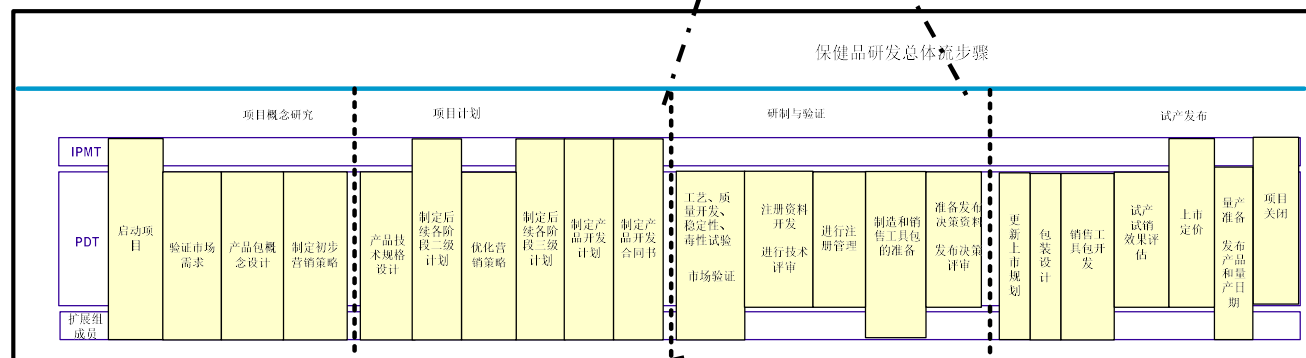 保健品研发总体流步骤
项目概念研究
项目计划
研制与验证
试产发布
IPMT
PDT
扩展组
成员
启动项
目
验证市场
需求
产品包概
念设计
制定初步
营销策略
产品技
术规格
设计
制定后
续各阶
段二级
计划
优化营
销策略
制定后
续各阶
段三级
计划
制定产
品开发
计划
制定产
品开发
合同书
工艺、质
量开发、
稳定性、
毒性试验
市场验证
注册资料
开发
进行技术
评审
进行注
册管理
制造和销
售工具包
的准备
准备发布
决策资料
发布决策
评审
更
新
上
市
规
划
包
装
设
计
销售工
具包开
发
试产
试销
效果评
估
上市
定价
量产
准备
发布
产品
和量
产日
期
项目
关闭